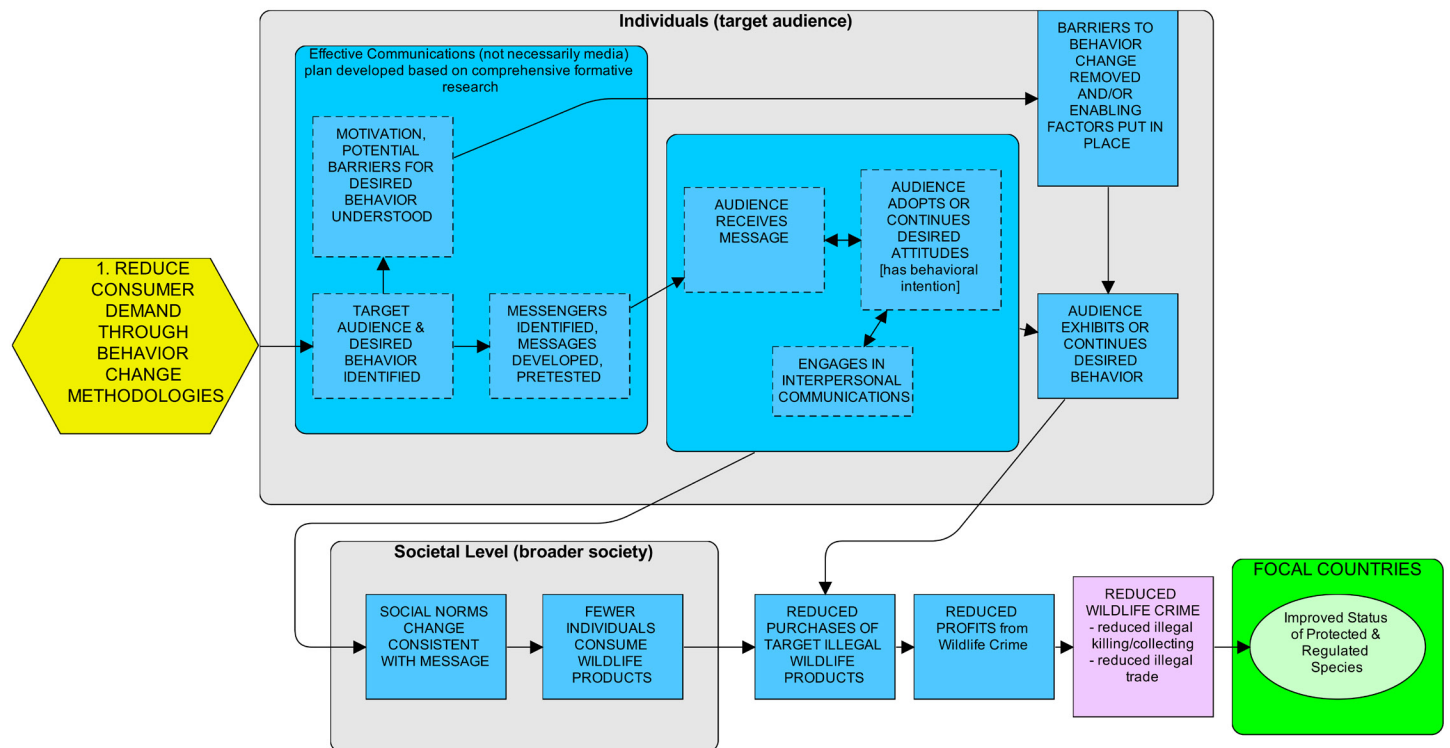 Individuals (target audience)
Effective Communications (not necessarily media)
plan developed based on comprehensive formative
research
BARRIERS TO
BEHAVIOR
CHANGE
REMOVED
AND/OR
ENABLING
FACTORS PUT IN
PLACE
MOTIVATION,
POTENTIAL
BARRIERS FOR
DESIRED
BEHAVIOR
UNDERSTOOD
AUDIENCE
RECEIVES
MESSAGE
AUDIENCE
ADOPTS OR
CONTINUES
DESIRED
ATTITUDES
[has behavioral
intention]
1. REDUCE
CONSUMER
DEMAND
THROUGH
BEHAVIOR
CHANGE
METHODOLOGIES
TARGET
AUDIENCE &
DESIRED
BEHAVIOR
IDENTIFIED
MESSENGERS
IDENTIFIED,
MESSAGES
DEVELOPED,
PRETESTED
ENGAGES IN
INTERPERSONAL
COMMUNICATIONS
AUDIENCE
EXHIBITS OR
CONTINUES
DESIRED
BEHAVIOR
Societal Level (broader society)
SOCIAL NORMS
CHANGE
CONSISTENT
WITH MESSAGE
FEWER
INDIVIDUALS
CONSUME
WILDLIFE
PRODUCTS
REDUCED
PURCHASES OF
TARGET ILLEGAL
WILDLIFE
PRODUCTS
REDUCED
PROFITS from
Wildlife Crime
REDUCED
WILDLIFE CRIME
- reduced illegal
killing/collecting
- reduced illegal
trade
FOCAL COUNTRIES
Improved Status
of Protected &
Regulated
Species